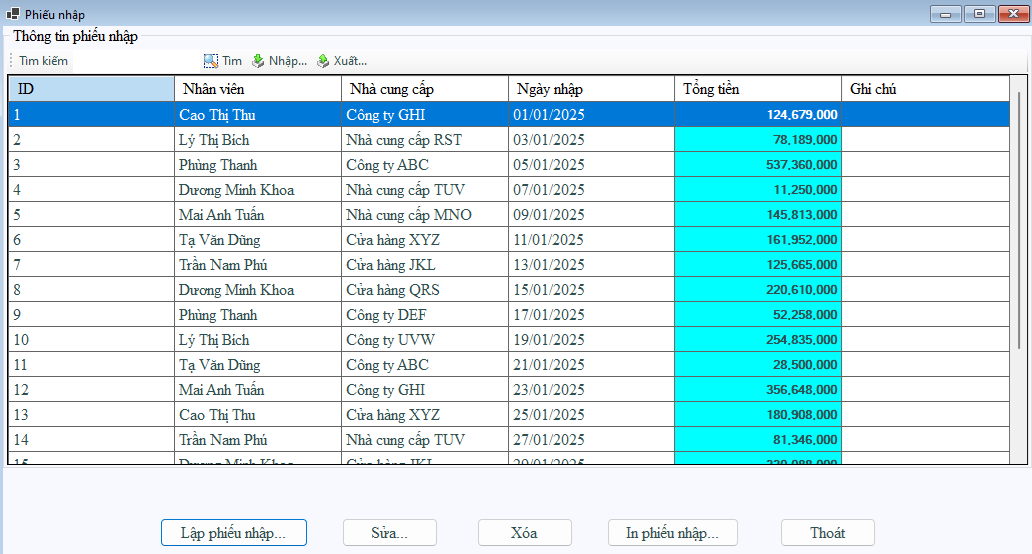 Phiếu nhập
Thông tin phiếu nhập
Tìm kiếm Tìm Nhập... Xuất...
ID Nhân viên Nhà cung cấp Ngày nhập Tổng tiền Ghi chú
1 Cao Thị Thu Công ty GHI 01/01/2025 124,679,000
2 Lý Thị Bích Nhà cung cấp RST 03/01/2025 78,189,000
3 Phùng Thanh Công ty ABC 05/01/2025 537,360,000
4 Dương Minh Khoa Nhà cung cấp TUV 07/01/2025 11,250,000
5 Mai Anh Tuấn Nhà cung cấp MNO 09/01/2025 145,813,000
6 Tạ Văn Dũng Cửa hàng XYZ 11/01/2025 161,952,000
7 Trần Nam Phú Cửa hàng JKL 13/01/2025 125,665,000
8 Dương Minh Khoa Cửa hàng QRS 15/01/2025 220,610,000
9 Phùng Thanh Công ty DEF 17/01/2025 52,258,000
10 Lý Thị Bích Công ty UVW 19/01/2025 254,835,000
11 Tạ Văn Dũng Công ty ABC 21/01/2025 28,500,000
12 Mai Anh Tuấn Công ty GHI 23/01/2025 356,648,000
13 Cao Thị Thu Cửa hàng XYZ 25/01/2025 180,908,000
14 Trần Nam Phú Nhà cung cấp TUV 27/01/2025 81,346,000
15 Dương Minh Khoa Cửa hàng JKL 29/01/2025
Lập phiếu nhập... Sửa... Xóa In phiếu nhập... Thoát